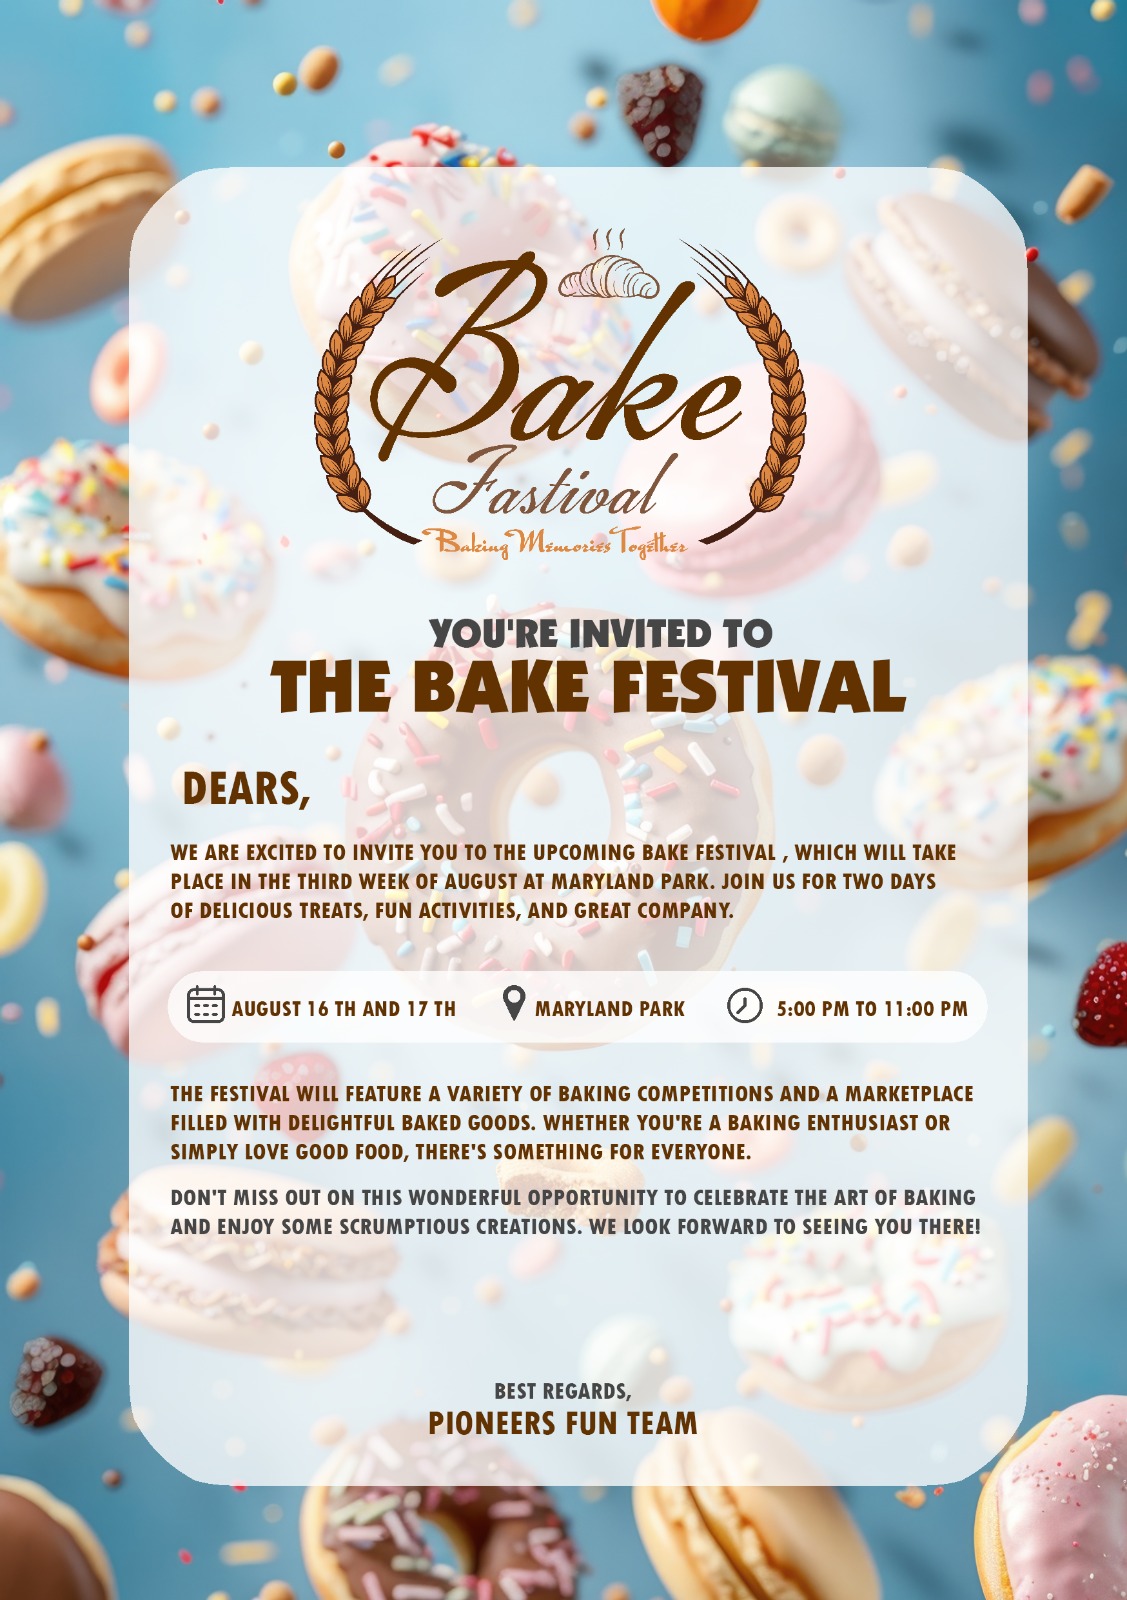 Bake
Fastival
Baking Memories Together
YOU'RE INVITED TO
THE BAKE FESTIVAL
DEARS,
WE ARE EXCITED TO INVITE YOU TO THE UPCOMING BAKE FESTIVAL , WHICH WILL TAKE
PLACE IN THE THIRD WEEK OF AUGUST AT MARYLAND PARK. JOIN US FOR TWO DAYS
OF DELICIOUS TREATS, FUN ACTIVITIES, AND GREAT COMPANY.
AUGUST 16 TH AND 17 TH MARYLAND PARK 5:00 PM TO 11:00 PM
THE FESTIVAL WILL FEATURE A VARIETY OF BAKING COMPETITIONS AND A MARKETPLACE
FILLED WITH DELIGHTFUL BAKED GOODS. WHETHER YOU'RE A BAKING ENTHUSIAST OR
SIMPLY LOVE GOOD FOOD, THERE'S SOMETHING FOR EVERYONE.
DON'T MISS OUT ON THIS WONDERFUL OPPORTUNITY TO CELEBRATE THE ART OF BAKING
AND ENJOY SOME SCRUMPTIOUS CREATIONS. WE LOOK FORWARD TO SEEING YOU THERE!
BEST REGARDS,
PIONEERS FUN TEAM